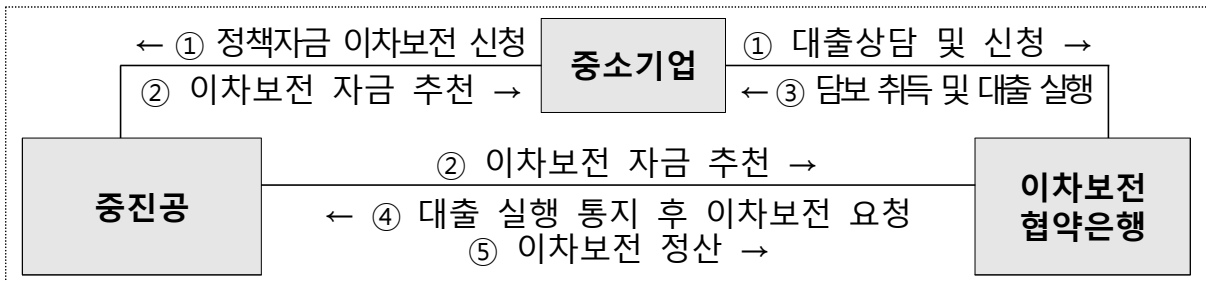 ← ① 정책자금 이차보전 신청
중소기업
① 대출상담 및 신청 →
② 이차보전 자금 추천 →
← ③ 담보 취득 및 대출 실행
중진공
② 이차보전 자금 추천 →
← ④ 대출 실행 통지 후 이차보전 요청
⑤ 이차보전 정산 →
이차보전
협약은행